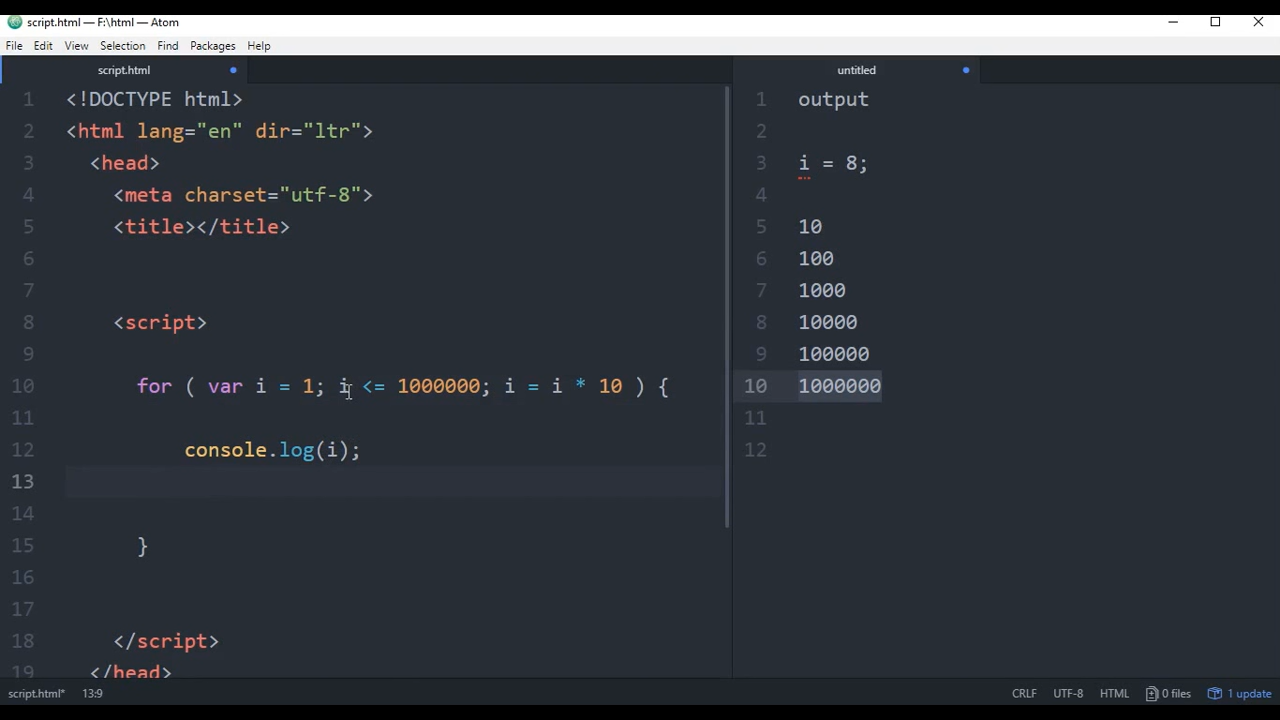 script.html — F:\html — Atom
File Edit View Selection Find Packages Help
script.html
1 <!DOCTYPE html>
2 <html lang="en" dir="ltr">
3 <head>
4 <meta charset="utf-8">
5 <title></title>
6
7
8 <script>
9
10 for ( var i = 1; i <= 1000000; i = i * 10 ) {
11
12 console.log(i);
13
14
15 }
16
17
18 </script>
19 </head>
untitled
1 output
2
3 i = 8;
4
5 10
6 100
7 1000
8 10000
9 100000
10 1000000
11
12
script.html* 13:9 CRLF UTF-8 HTML 0 files 1 update